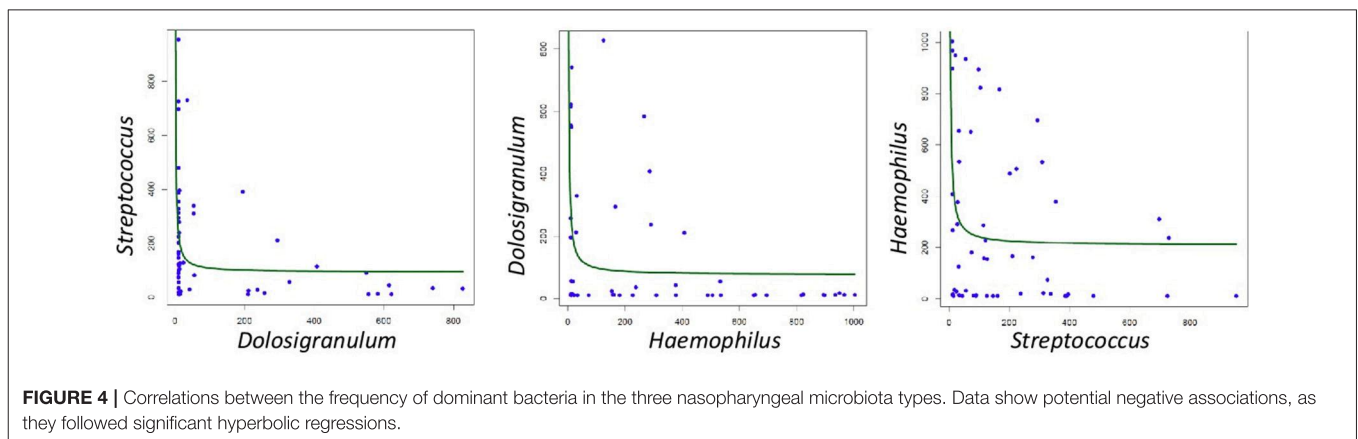 Streptococcus
0 200 400 600 800
0 200 400 600 800
Dolosigranulum
Dolosigranulum
0 200 400 600 800
0 200 400 600 800 1000
Haemophilus
Haemophilus
0 200 400 600 800 1000
0 200 400 600 800
Streptococcus
FIGURE 4 | Correlations between the frequency of dominant bacteria in the three nasopharyngeal microbiota types. Data show potential negative associations, as
they followed significant hyperbolic regressions.